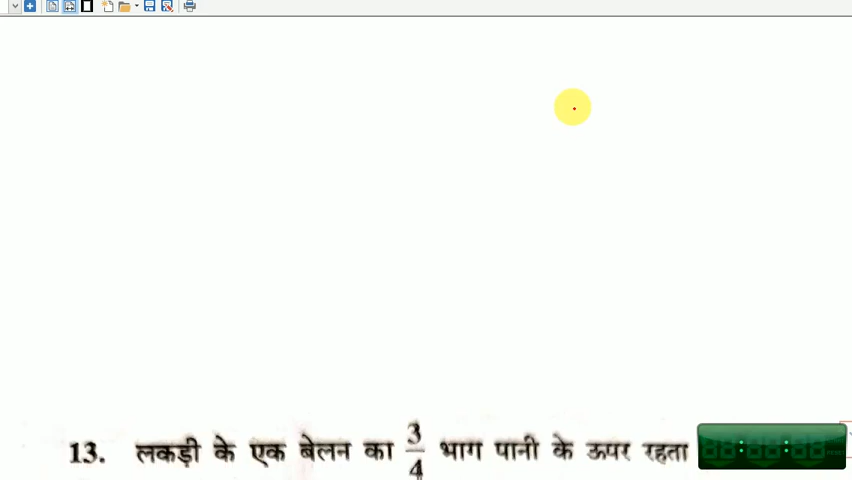 13. लकड़ी के एक बेलन का 3/4 भाग पानी के ऊपर रहता